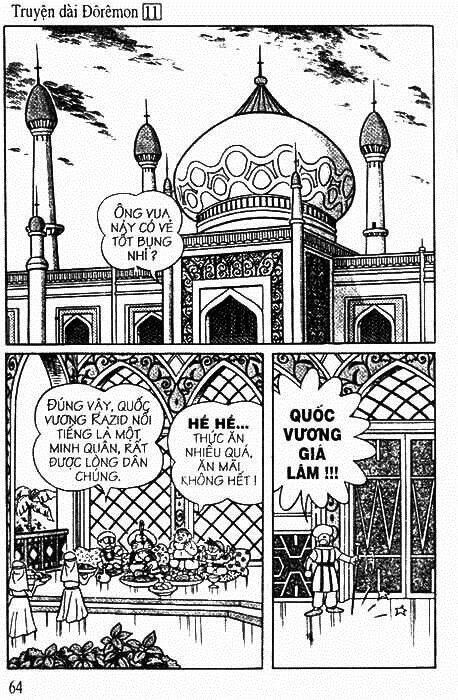 Truyện dài Đôrêmon 11
ÔNG VUA
NÀY CÓ VẺ
TỐT BỤNG
NHỈ?
ĐÚNG VẬY, QUỐC
VƯƠNG RAZID NỔI
TIẾNG LÀ MỘT
MINH QUÂN, RẤT
ĐƯỢC LÒNG DÂN
CHÚNG.
HẾ HẾ...
THỨC ĂN
NHIỀU QUÁ,
ĂN MÃI
KHÔNG HẾT!
QUỐC
VƯƠNG
GIÁ
LÂM!!!
64